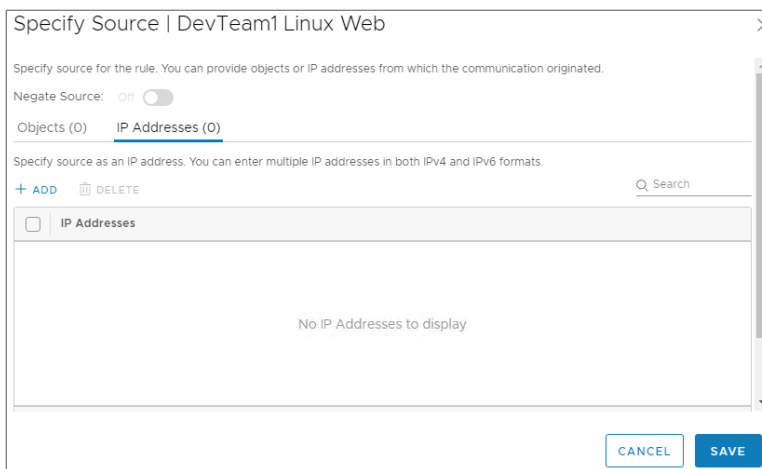 Specify Source | DevTeam1 Linux Web
Specify source for the rule. You can provide objects or IP addresses from which the communication originated.
Negate Source: Off
Objects (0) IP Addresses (0)
Specify source as an IP address. You can enter multiple IP addresses in both IPv4 and IPv6 formats.
+ ADD DELETE Search
IP Addresses
No IP Addresses to display
CANCEL SAVE